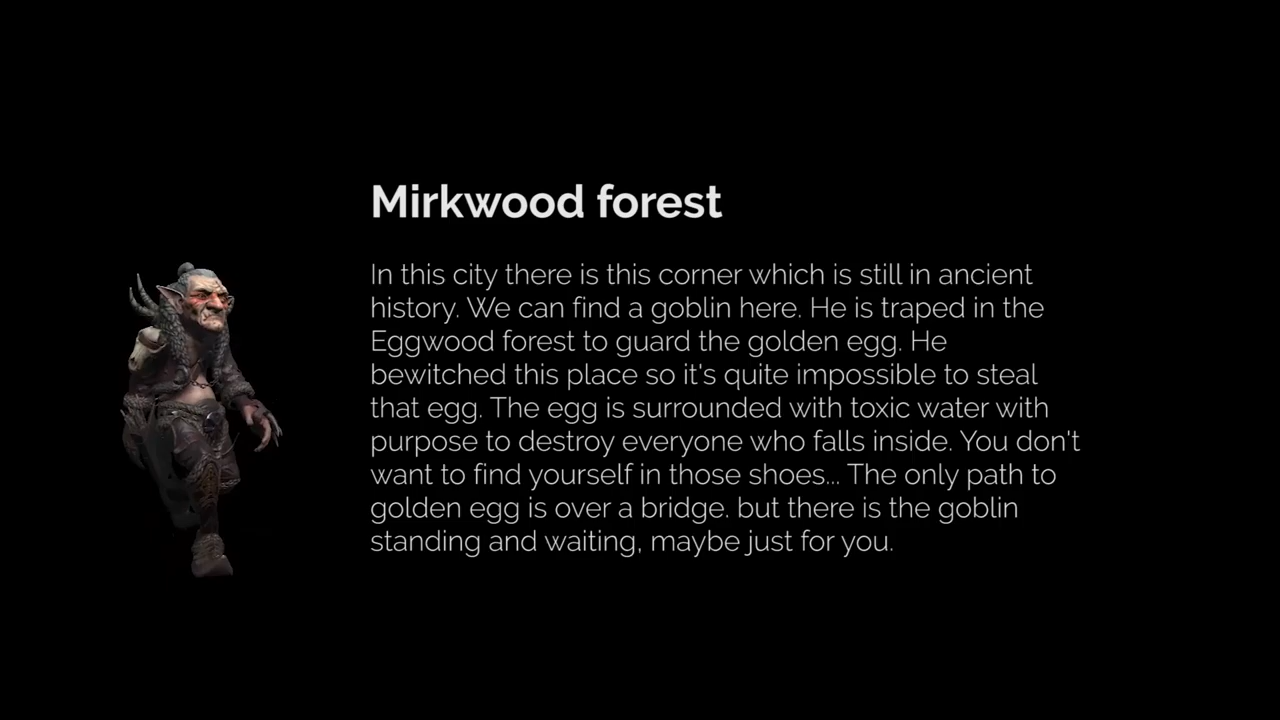 Mirkwood forest
In this city there is this corner which is still in ancient
history. We can find a goblin here. He is traped in the
Eggwood forest to guard the golden egg. He
bewitched this place so it's quite impossible to steal
that egg. The egg is surrounded with toxic water with
purpose to destroy everyone who falls inside. You don't
want to find yourself in those shoes... The only path to
golden egg is over a bridge. but there is the goblin
standing and waiting, maybe just for you.